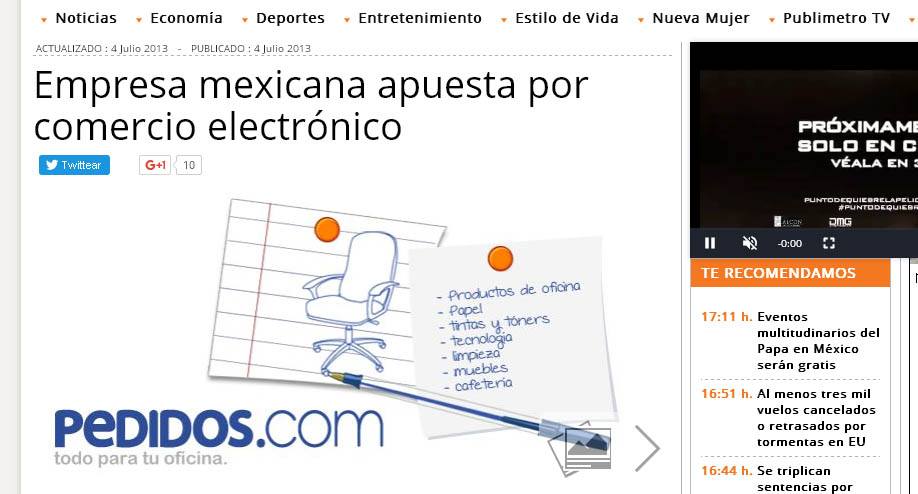 Noticias Economía Deportes Entretenimiento Estilo de Vida Nueva Mujer Publimetro TV
ACTUALIZADO : 4 Julio 2013 - PUBLICADO : 4 Julio 2013
Empresa mexicana apuesta por
comercio electrónico
Twittear
G+1
10
- Productos de oficina
- Papel
- tintas y tóners
- tecnología
- limpieza
- muebles
- cafetería
PEDIDOS.com
todo para tu oficina.
PRÓXIMAME
SOLO EN C
VÉALA EN 3
PUNTODEQUIEBRELAPELIC
#PUNTODEQUIEBR
DMG
-0:00
TE RECOMENDAMOS
17:11 h. Eventos
multitudinarios del
Papa en México
serán gratis
16:51 h. Al menos tres mil
vuelos cancelados
o retrasados por
tormentas en EU
16:44 h. Se triplican
sentencias por